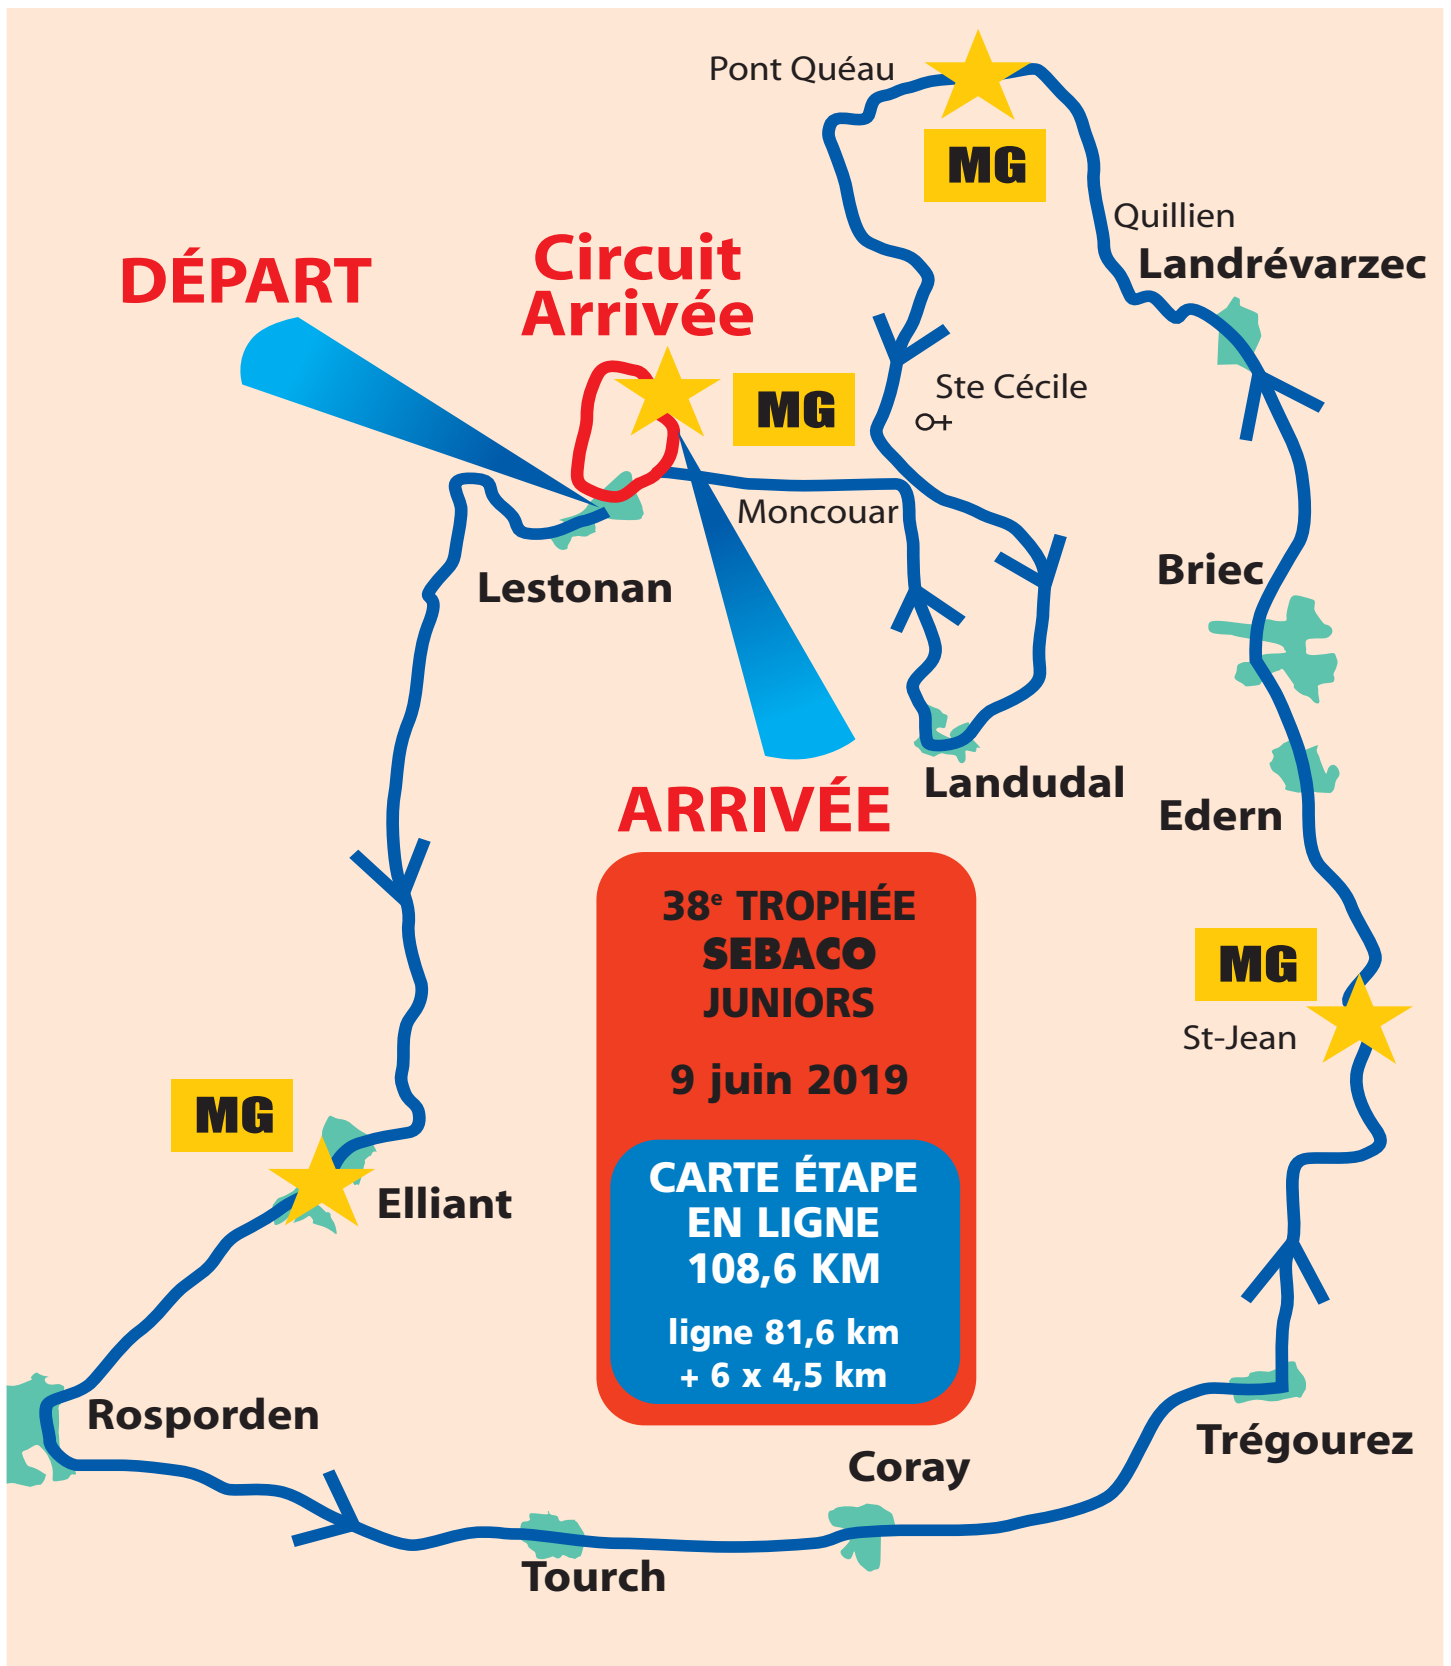 Pont Quéau
MG
Quillien
Landrévarzec
DÉPART
Circuit
Arrivée
MG
Ste Cécile
Moncouar
Lestonan
Briec
Landudal
Edern
ARRIVÉE
38e TROPHÉE
SEBACO
JUNIORS
9 juin 2019
CARTE ÉTAPE
EN LIGNE
108,6 KM
ligne 81,6 km
+ 6 x 4,5 km
MG
St-Jean
MG
Elliant
Rosporden
Trégourez
Coray
Tourch